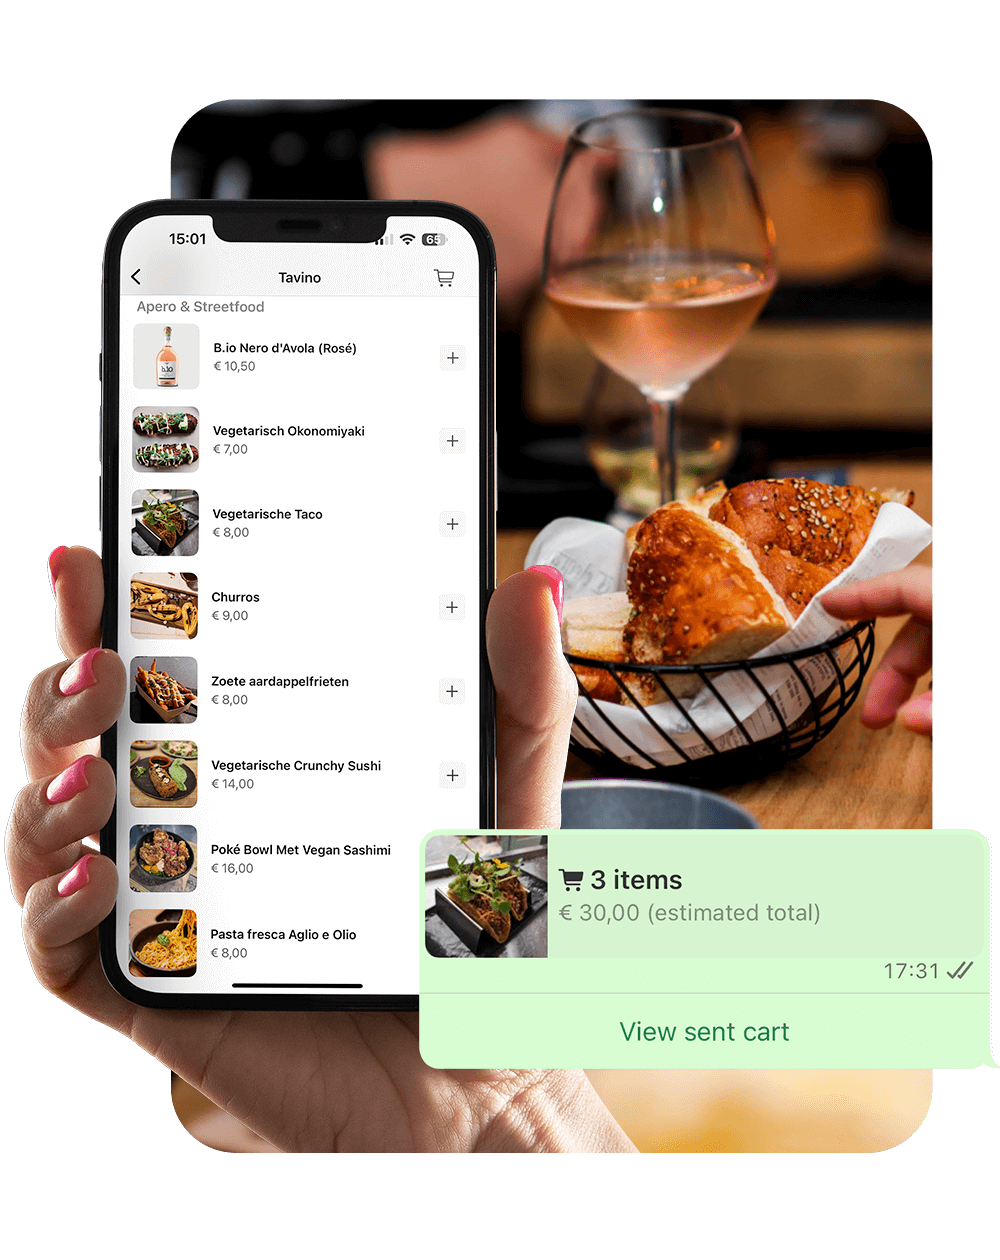 15:01
65
Tavino
Apero & Streetfood
b.io
B.io Nero d'Avola (Rosé)
€ 10,50
Vegetarisch Okonomiyaki
€ 7,00
Vegetarische Taco
€ 8,00
Churros
€ 9,00
Zoete aardappelfrieten
€ 8,00
Vegetarische Crunchy Sushi
€ 14,00
Poké Bowl Met Vegan Sashimi
€ 16,00
Pasta fresca Aglio e Olio
€ 8,00
3 items
€ 30,00 (estimated total)
17:31
View sent cart